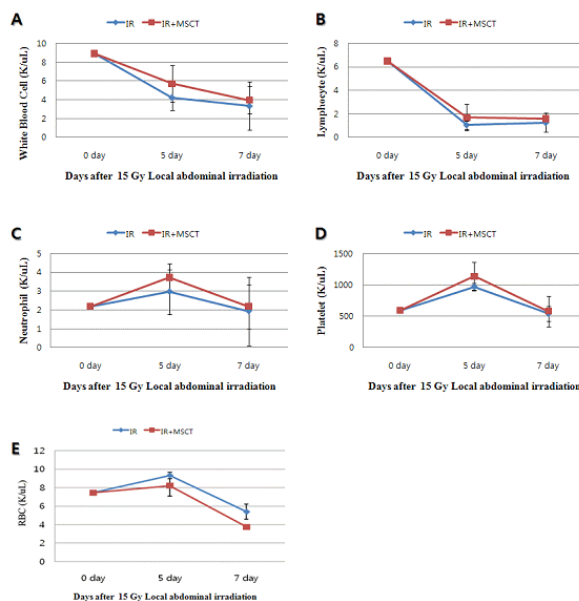 A
IR IR+MSCT
White Blood Cell (K/uL)
10
8
6
4
2
0
0 day 5 day 7 day
Days after 15 Gy Local abdominal irradiation
B
IR IR+MSCT
Lymphocyte (K/uL)
8
6
4
2
0
0 day 5 day 7 day
Days after 15 Gy Local abdominal irradiation
C
IR IR+MSCT
Neutrophil (K/uL)
5
4
3
2
1
0
0 day 5 day 7 day
Days after 15 Gy Local abdominal irradiation
D
IR IR+MSCT
Platelet (K/uL)
1500
1000
500
0
0 day 5 day 7 day
Days after 15 Gy Local abdominal irradiation
E
IR IR+MSCT
RBC (K/uL)
12
10
8
6
4
2
0
0 day 5 day 7 day
Days after 15 Gy Local abdominal irradiation